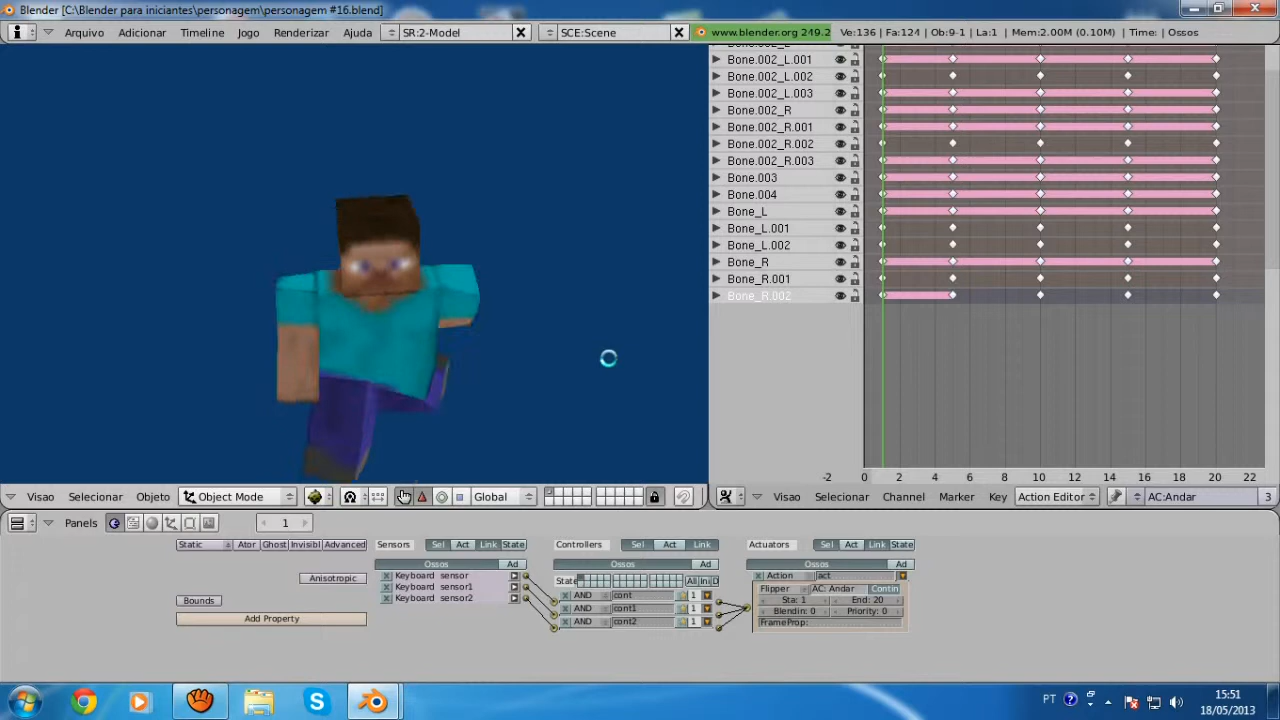 Blender [C:\Blender para iniciantes\personagem\personagem #16.blend]
Arquivo Adicionar Timeline Jogo Renderizar Ajuda SR:2-Model SCE:Scene www.blender.org 249.2 Ve:136 | Fa:124 | Ob:9-1 | La:1 | Mem:2.00M (0.10M) | Time: | Ossos
Bone.002_L.001
Bone.002_L.002
Bone.002_L.003
Bone.002_R
Bone.002_R.001
Bone.002_R.002
Bone.002_R.003
Bone.003
Bone.004
Bone_L
Bone_L.001
Bone_L.002
Bone_R
Bone_R.001
Bone_R.002
-2 0 2 4 6 8 10 12 14 16 18 20 22
Visao Selecionar Objeto Object Mode Global
Visao Selecionar Channel Marker Key Action Editor AC:Andar 3
Panels 1
Static Ator Ghost Invisibl Advanced Sensors Sel Act Link State Controllers Sel Act Link Actuators Sel Act Link State
Ossos Ad Ossos Ad Ossos Ad
Anisotropic Keyboard sensor State All Ini D Action act
Keyboard sensor1 AND cont 1 Flipper AC: Andar Contin
Bounds Keyboard sensor2 AND cont1 1 Sta: 1 End: 20
Add Property AND cont2 1 Blendin: 0 Priority: 0
FrameProp:
PT 15:51
18/05/2013